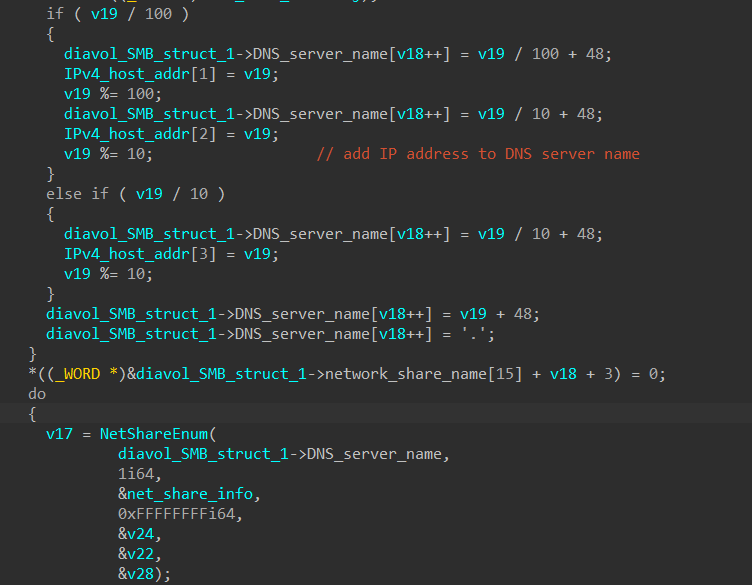 if ( v19 / 100 )
{
diavol_SMB_struct_1->DNS_server_name[v18++] = v19 / 100 + 48;
IPv4_host_addr[1] = v19;
v19 %= 100;
diavol_SMB_struct_1->DNS_server_name[v18++] = v19 / 10 + 48;
IPv4_host_addr[2] = v19;
v19 %= 10; // add IP address to DNS server name
}
else if ( v19 / 10 )
{
diavol_SMB_struct_1->DNS_server_name[v18++] = v19 / 10 + 48;
IPv4_host_addr[3] = v19;
v19 %= 10;
}
diavol_SMB_struct_1->DNS_server_name[v18++] = v19 + 48;
diavol_SMB_struct_1->DNS_server_name[v18++] = '.';
}
*((_WORD *)&diavol_SMB_struct_1->network_share_name[15] + v18 + 3) = 0;
do
{
v17 = NetShareEnum(
diavol_SMB_struct_1->DNS_server_name,
1i64,
&net_share_info,
0xFFFFFFFFi64,
&v24,
&v22,
&v28);